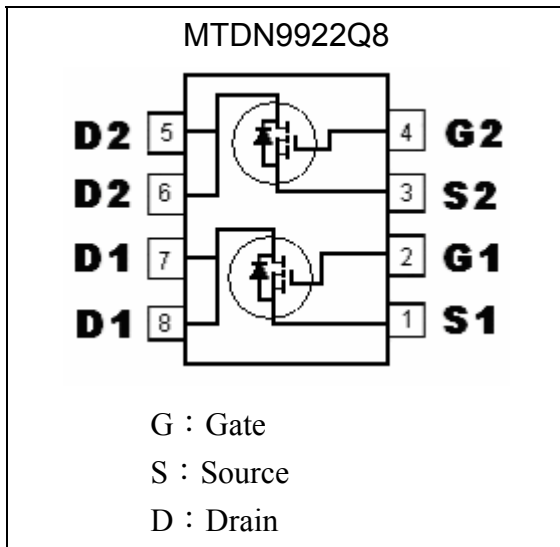 MTDN9922Q8
D2 5 4 G2
D2 6 3 S2
D1 7 2 G1
D1 8 1 S1
G：Gate
S：Source
D：Drain